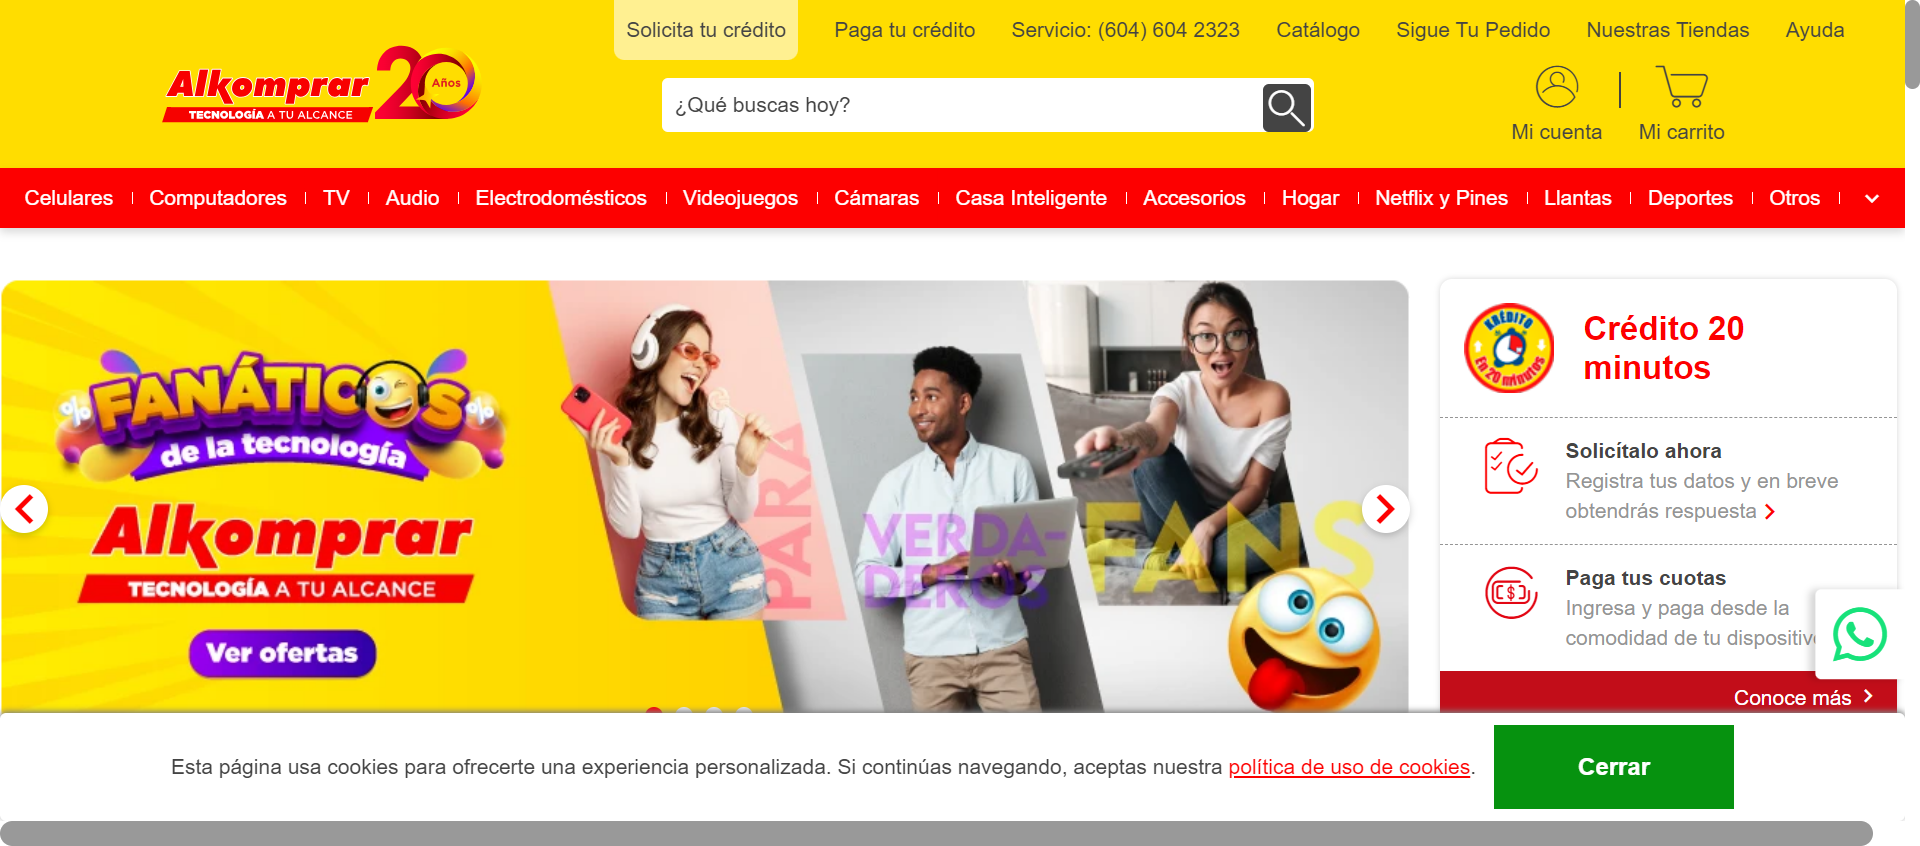 Solicita tu crédito
Paga tu crédito
Servicio: (604) 604 2323
Catálogo
Sigue Tu Pedido
Nuestras Tiendas
Ayuda
Alkomprar 20 Años
TECNOLOGÍA A TU ALCANCE
¿Qué buscas hoy?
Mi cuenta
Mi carrito
Celulares
Computadores
TV
Audio
Electrodomésticos
Videojuegos
Cámaras
Casa Inteligente
Accesorios
Hogar
Netflix y Pines
Llantas
Deportes
Otros
% FANÁTICOS %
de la tecnología
Alkomprar
TECNOLOGÍA A TU ALCANCE
Ver ofertas
PARA
VERDA-
DEROS
FANS
KRÉDITO
En 20 minutos
Crédito 20
minutos
Solicítalo ahora
Registra tus datos y en breve
obtendrás respuesta
Paga tus cuotas
Ingresa y paga desde la
comodidad de tu dispositivo
Conoce más
Esta página usa cookies para ofrecerte una experiencia personalizada. Si continúas navegando, aceptas nuestra política de uso de cookies.
Cerrar